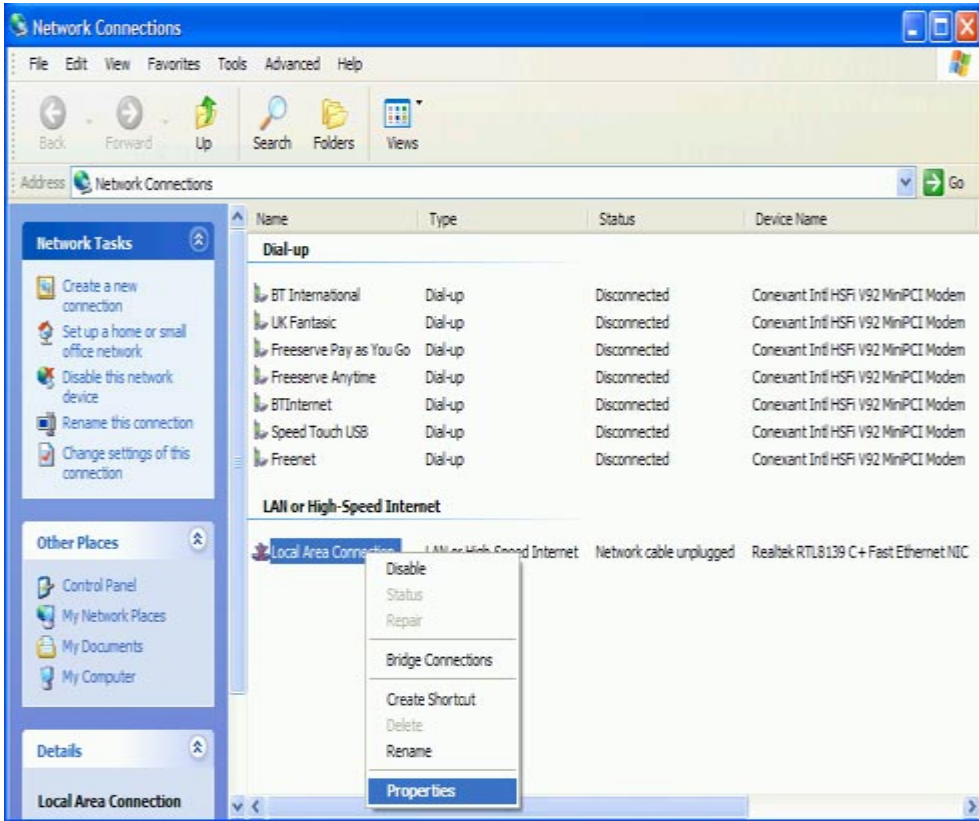 Network Connections
File Edit View Favorites Tools Advanced Help
Back Forward Up Search Folders Views
Address Network Connections Go
Network Tasks
Create a new
connection
Set up a home or small
office network
Disable this network
device
Rename this connection
Change settings of this
connection
Other Places
Control Panel
My Network Places
My Documents
My Computer
Details
Local Area Connection
Name Type Status Device Name
Dial-up
BT International Dial-up Disconnected Conexant Intl HSFi V92 MiniPCI Modem
UK Fantasic Dial-up Disconnected Conexant Intl HSFi V92 MiniPCI Modem
Freeserve Pay as You Go Dial-up Disconnected Conexant Intl HSFi V92 MiniPCI Modem
Freeserve Anytime Dial-up Disconnected Conexant Intl HSFi V92 MiniPCI Modem
BTInternet Dial-up Disconnected Conexant Intl HSFi V92 MiniPCI Modem
Speed Touch USB Dial-up Disconnected Conexant Intl HSFi V92 MiniPCI Modem
Freenet Dial-up Disconnected Conexant Intl HSFi V92 MiniPCI Modem
LAN or High-Speed Internet
Local Area Connection LAN or High-Speed Internet Network cable unplugged Realtek RTL8139 C+ Fast Ethernet NIC
Disable
Status
Repair
Bridge Connections
Create Shortcut
Delete
Rename
Properties